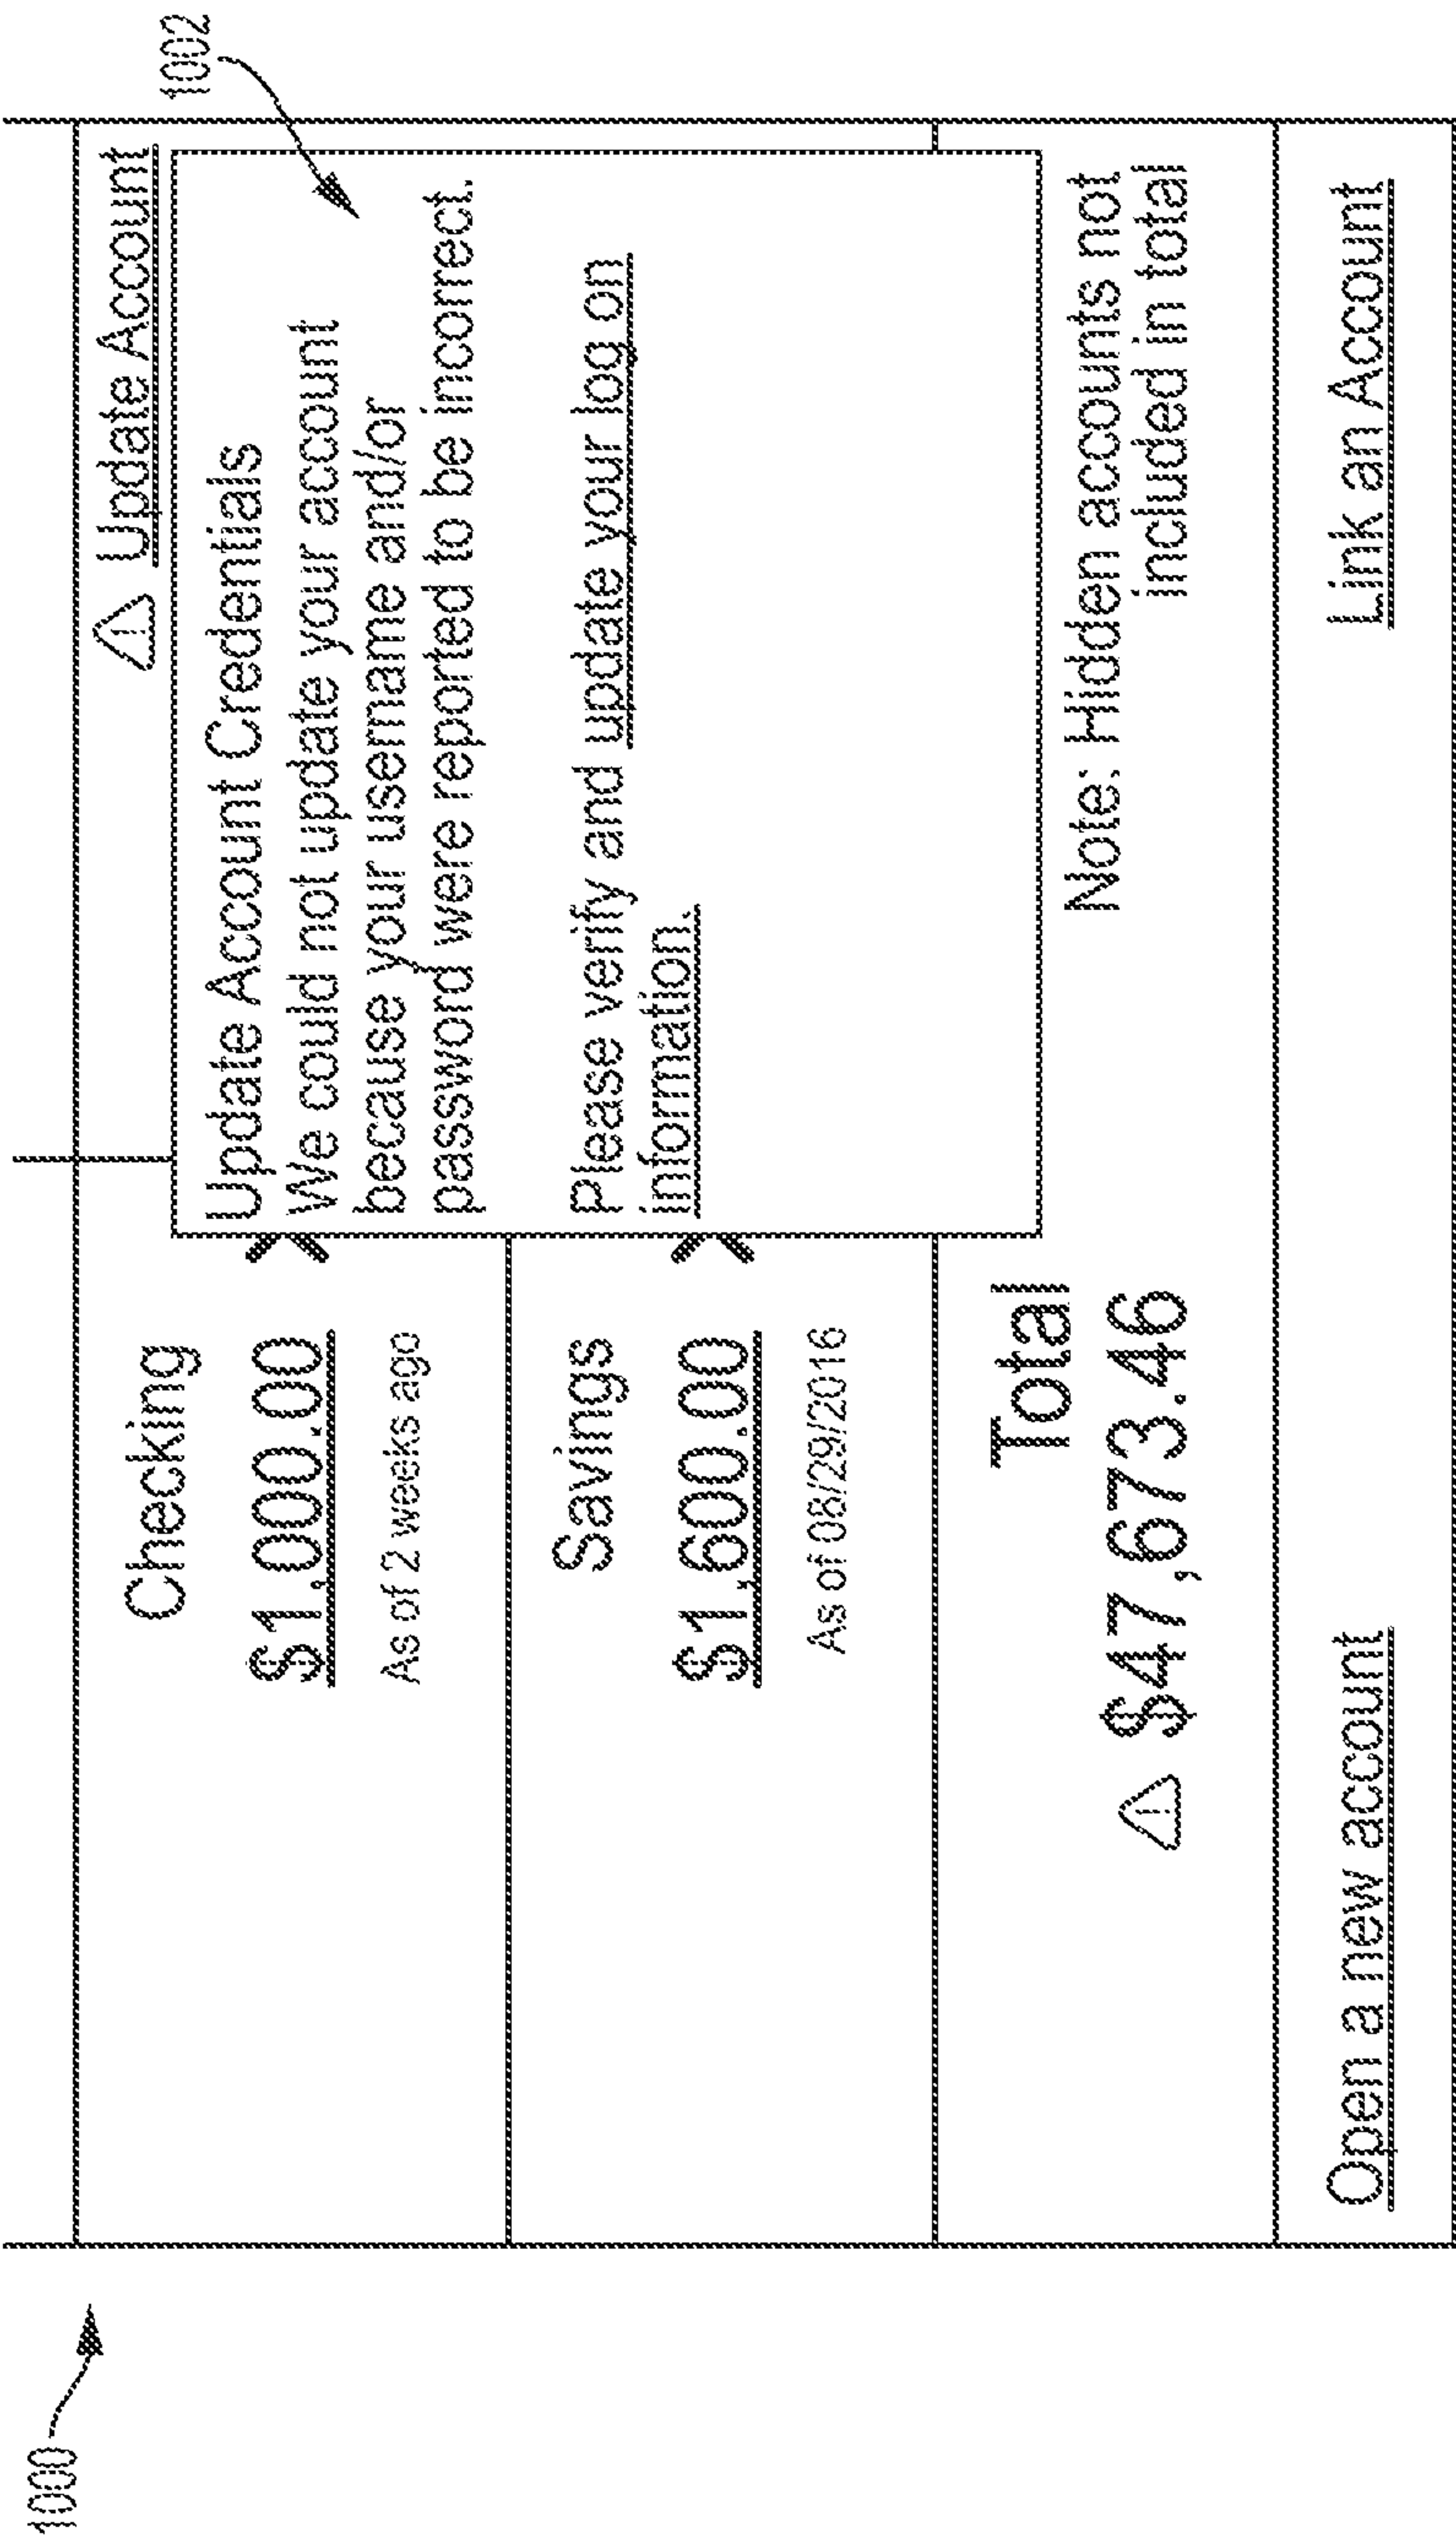 1000
1002
Checking
$1,000.00
As of 2 weeks ago
Update Account
Update Account Credentials
We could not update your account
because your username and/or
password were reported to be incorrect.
Please verify and update your log on
information.
Savings
$1,600.00
As of 08/29/2016
Total
$47,673.46
Note: Hidden accounts not
included in total
Open a new account
Link an Account